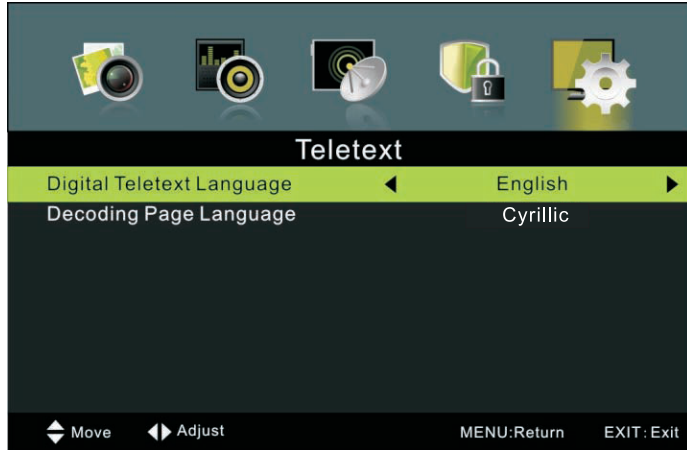 Teletext
Digital Teletext Language English
Decoding Page Language Cyrillic
Move Adjust MENU:Return EXIT:Exit